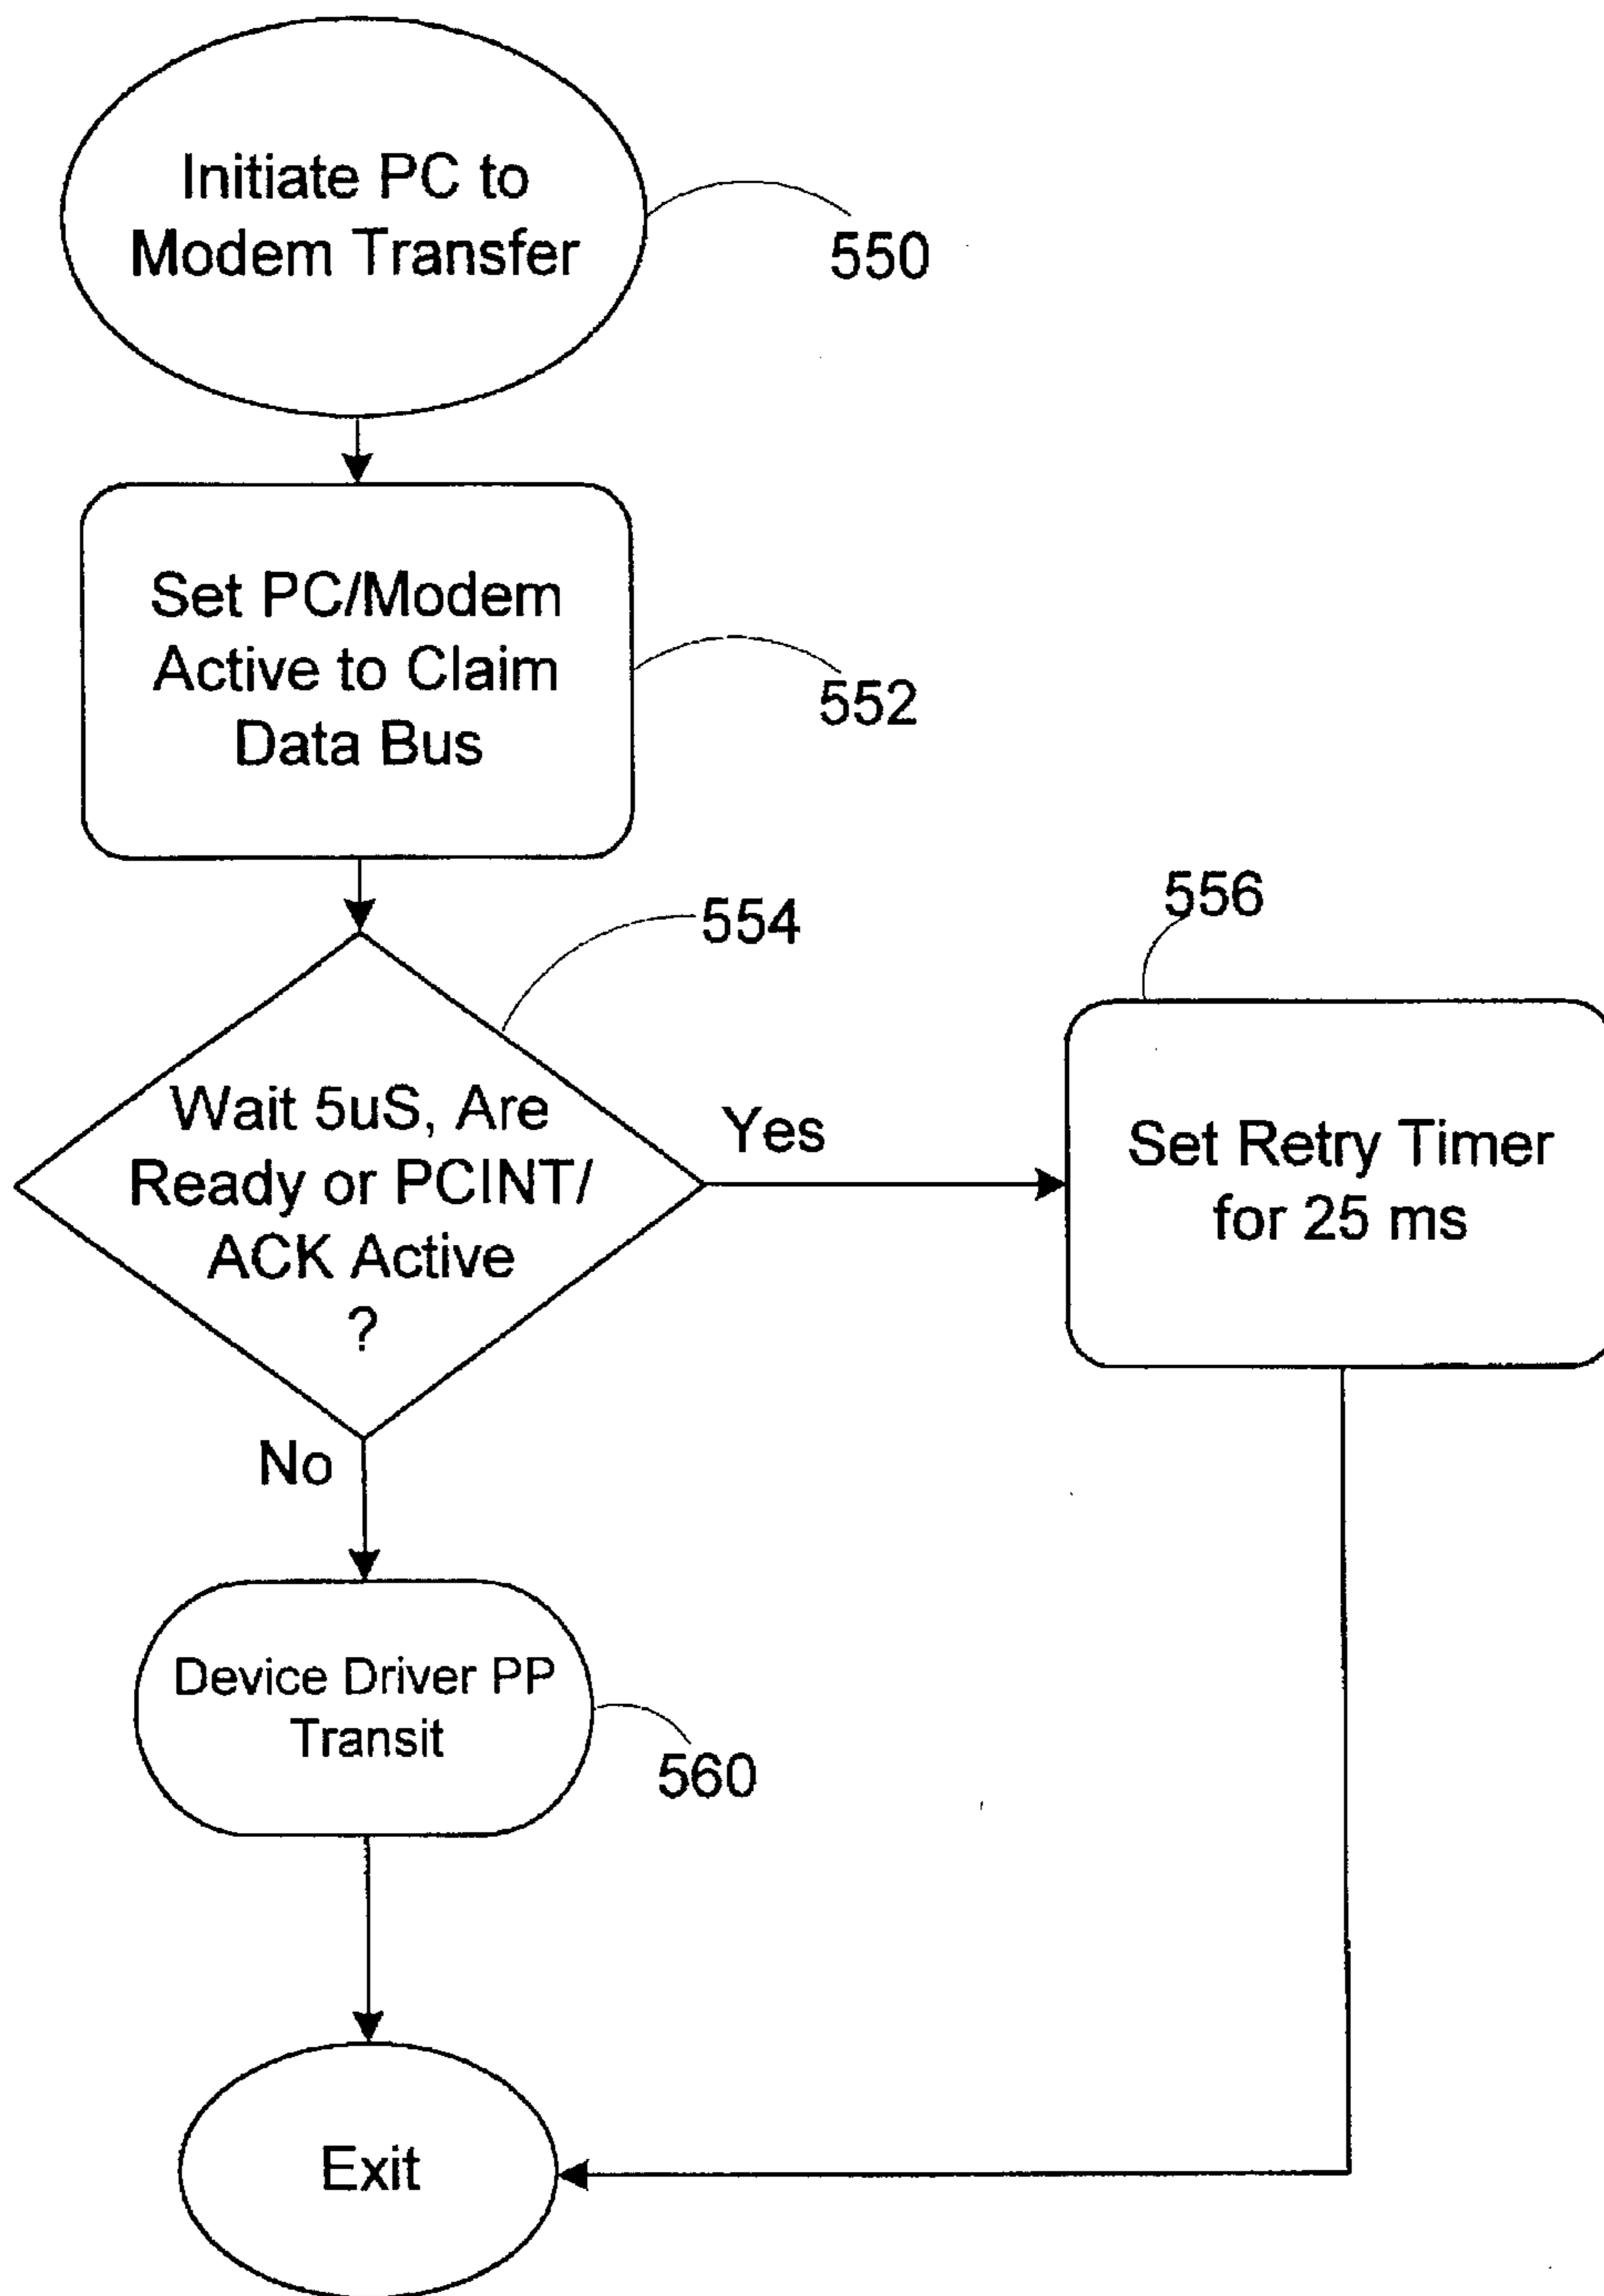 Initiate PC to
Modem Transfer
550
Set PC/Modem
Active to Claim
Data Bus
552
554
556
Wait 5uS, Are
Ready or PCINT/
ACK Active
?
Yes
Set Retry Timer
for 25 ms
No
Device Driver PP
Transit
560
Exit